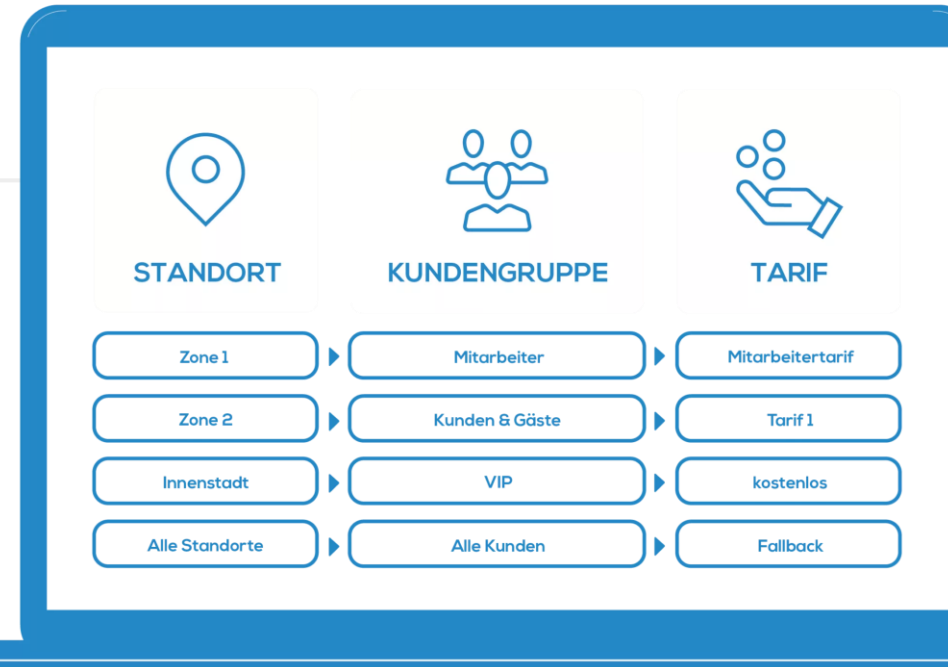 STANDORT KUNDENGRUPPE TARIF
Zone 1 Mitarbeiter Mitarbeitertarif
Zone 2 Kunden & Gäste Tarif 1
Innenstadt VIP kostenlos
Alle Standorte Alle Kunden Fallback